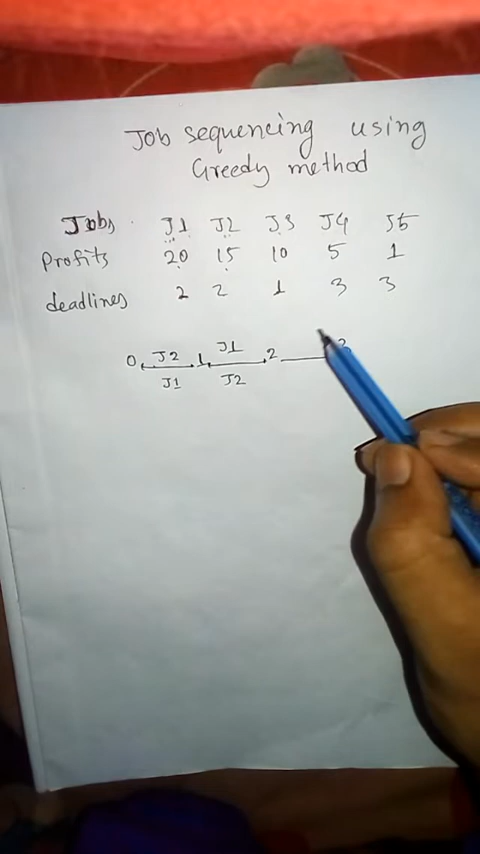 Job sequencing using
Greedy method
Jobs J1 J2 J3 J4 J5
Profits 20 15 10 5 1
deadlines 2 2 1 3 3
J2 J1
0 1 2 3
J1 J2